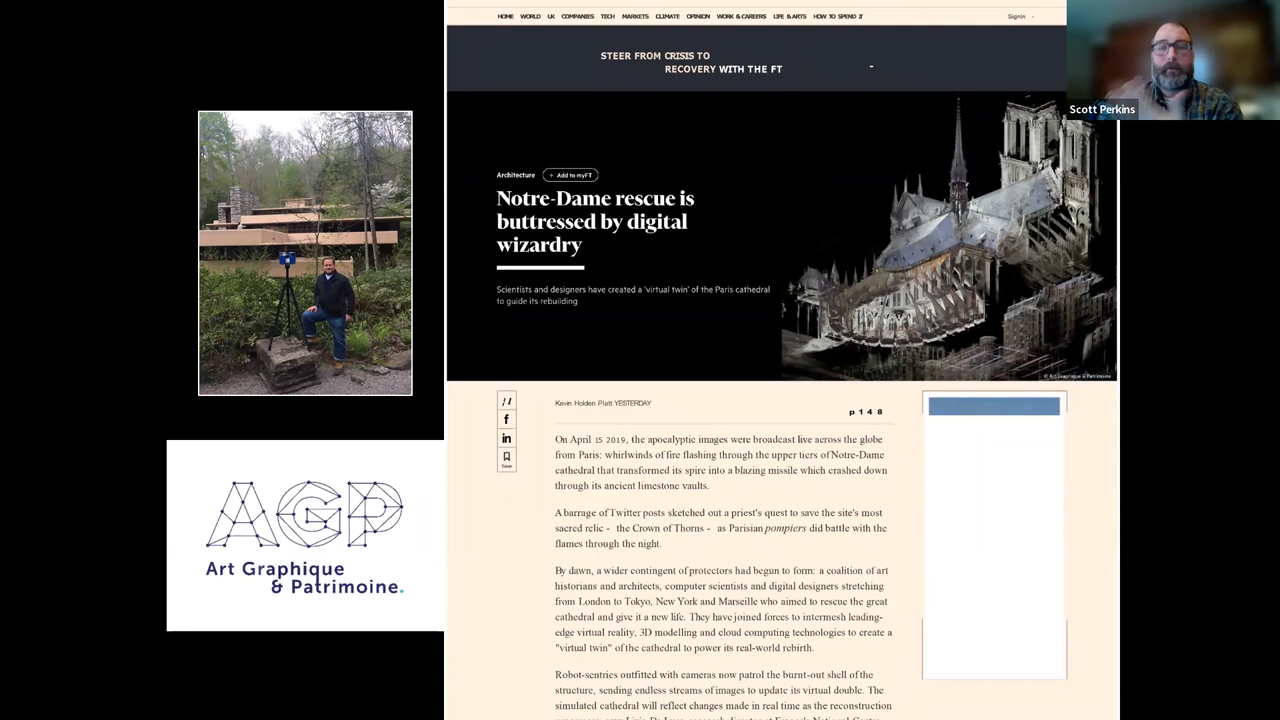 HOME WORLD UK COMPANIES TECH MARKETS CLIMATE OPINION WORK & CAREERS LIFE & ARTS HOW TO SPEND IT
Signin
STEER FROM CRISIS TO
RECOVERY WITH THE FT
Scott Perkins
Architecture + Add to myFT
Notre-Dame rescue is
buttressed by digital
wizardry
Scientists and designers have created a 'virtual twin' of the Paris cathedral
to guide its rebuilding
© Art Graphique & Patrimoine
Kevin Holden Platt YESTERDAY
p 1 4 8
On April 15 2019, the apocalyptic images were broadcast live across the globe
from Paris: whirlwinds of fire flashing through the upper tiers of Notre-Dame
cathedral that transformed its spire into a blazing missile which crashed down
through its ancient limestone vaults.
A barrage of Twitter posts sketched out a priest's quest to save the site's most
sacred relic - the Crown of Thorns - as Parisian pompiers did battle with the
flames through the night.
By dawn, a wider contingent of protectors had begun to form: a coalition of art
historians and architects, computer scientists and digital designers stretching
from London to Tokyo, New York and Marseille who aimed to rescue the great
cathedral and give it a new life. They have joined forces to intermesh leading-
edge virtual reality, 3D modelling and cloud computing technologies to create a
"virtual twin" of the cathedral to power its real-world rebirth.
Robot-sentries outfitted with cameras now patrol the burnt-out shell of the
structure, sending endless streams of images to update its virtual double. The
simulated cathedral will reflect changes made in real time as the reconstruction
f
in
Save
AGP
Art Graphique
& Patrimoine.